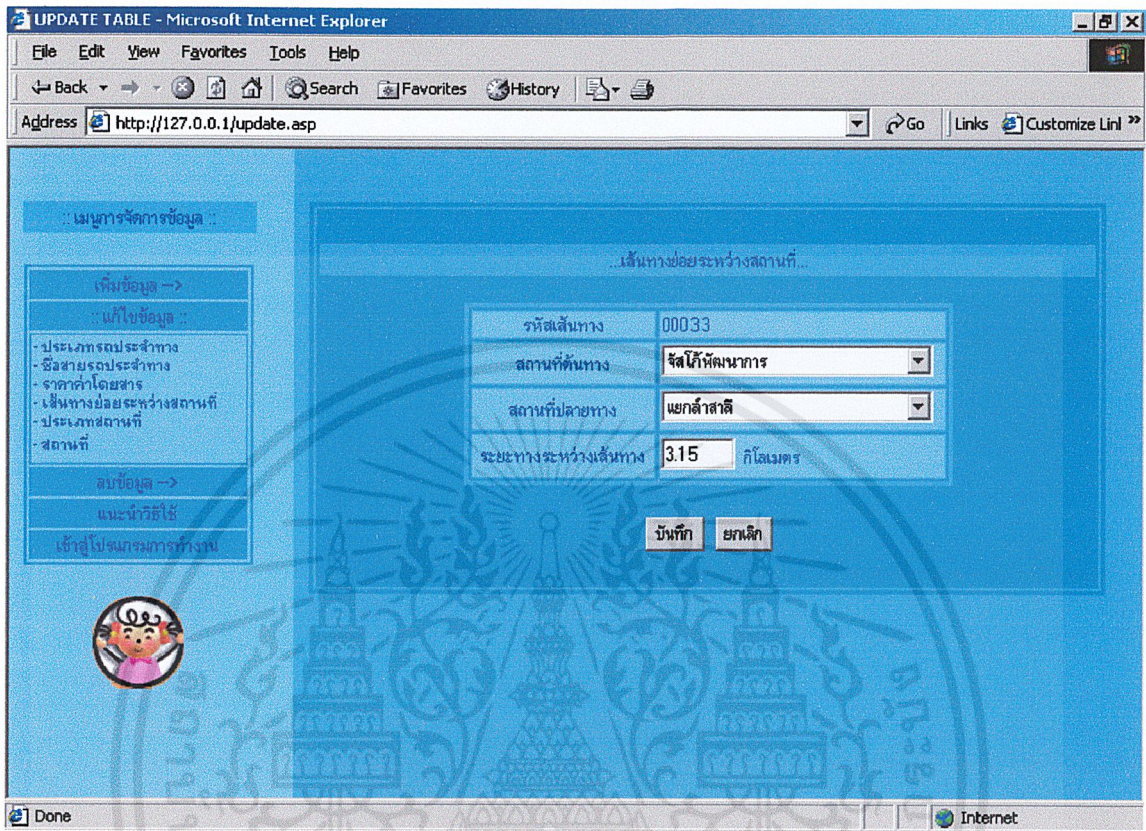 UPDATE TABLE - Microsoft Internet Explorer
File Edit View Favorites Tools Help
Back Search Favorites History
Address http://127.0.0.1/update.asp Go Links Customize Linl »
:: เมนูการจัดการข้อมูล ::
เพิ่มข้อมูล -->
:: แก้ไขข้อมูล ::
- ประเภทรถประจำทาง
- ชื่อสายรถประจำทาง
- ราคาค่าโดยสาร
- เส้นทางย่อยระหว่างสถานที่
- ประเภทสถานที่
- สถานที่
ลบข้อมูล -->
แนะนำวิธีใช้
เข้าสู่โปรแกรมการทำงาน
...เส้นทางย่อยระหว่างสถานที่...
รหัสเส้นทาง 00033
สถานที่ต้นทาง จัสโก้พัฒนาการ
สถานที่ปลายทาง แยกลำสาลี
ระยะทางระหว่างเส้นทาง 3.15 กิโลเมตร
บันทึก ยกเลิก
Done Internet